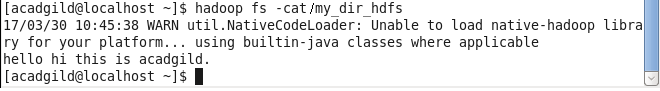 [acadgild@localhost ~]$ hadoop fs -cat/my_dir_hdfs
17/03/30 10:45:38 WARN util.NativeCodeLoader: Unable to load native-hadoop libra
ry for your platform... using builtin-java classes where applicable
hello hi this is acadgild.
[acadgild@localhost ~]$